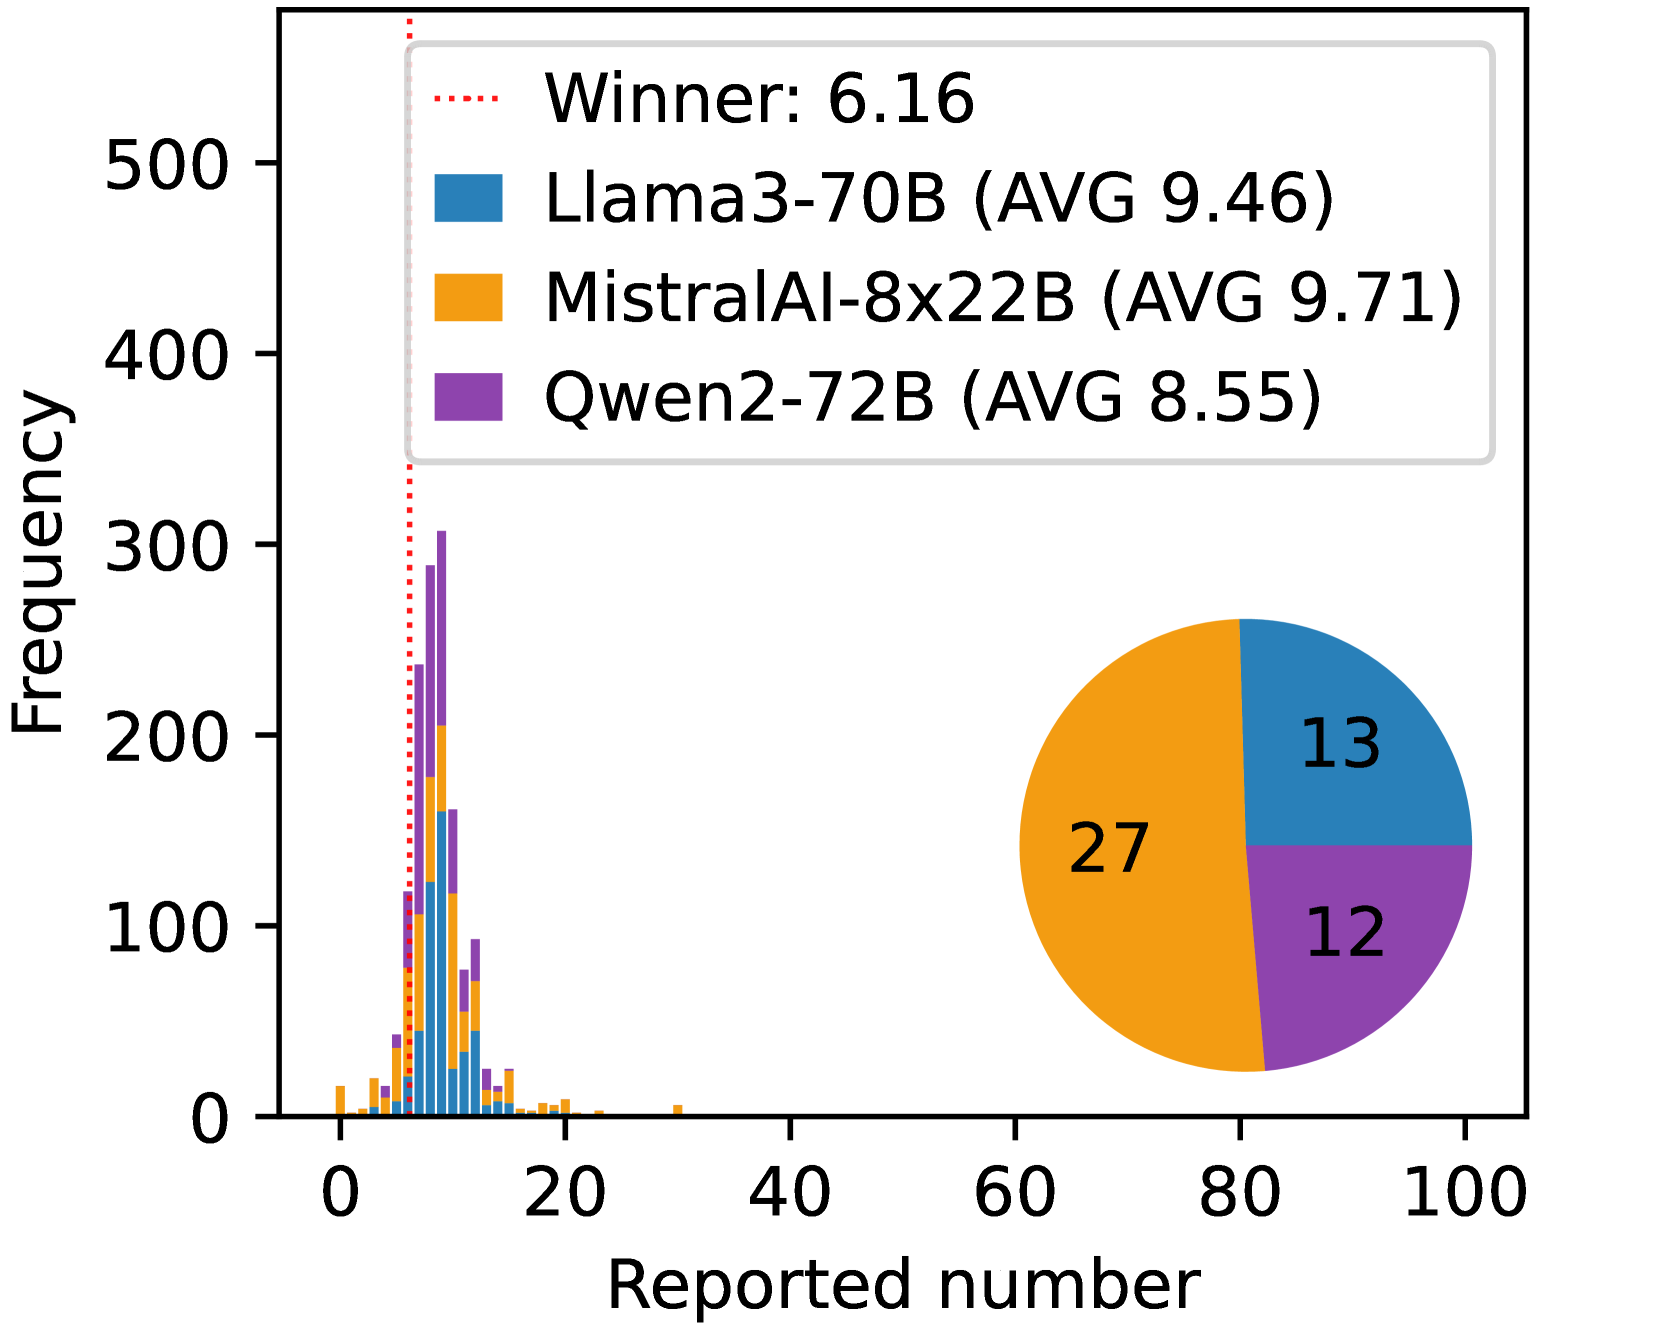 Winner: 6.16
Llama3-70B (AVG 9.46)
MistralAI-8x22B (AVG 9.71)
Qwen2-72B (AVG 8.55)
Frequency
500
400
300
200
100
0
13
27
12
0 20 40 60 80 100
Reported number